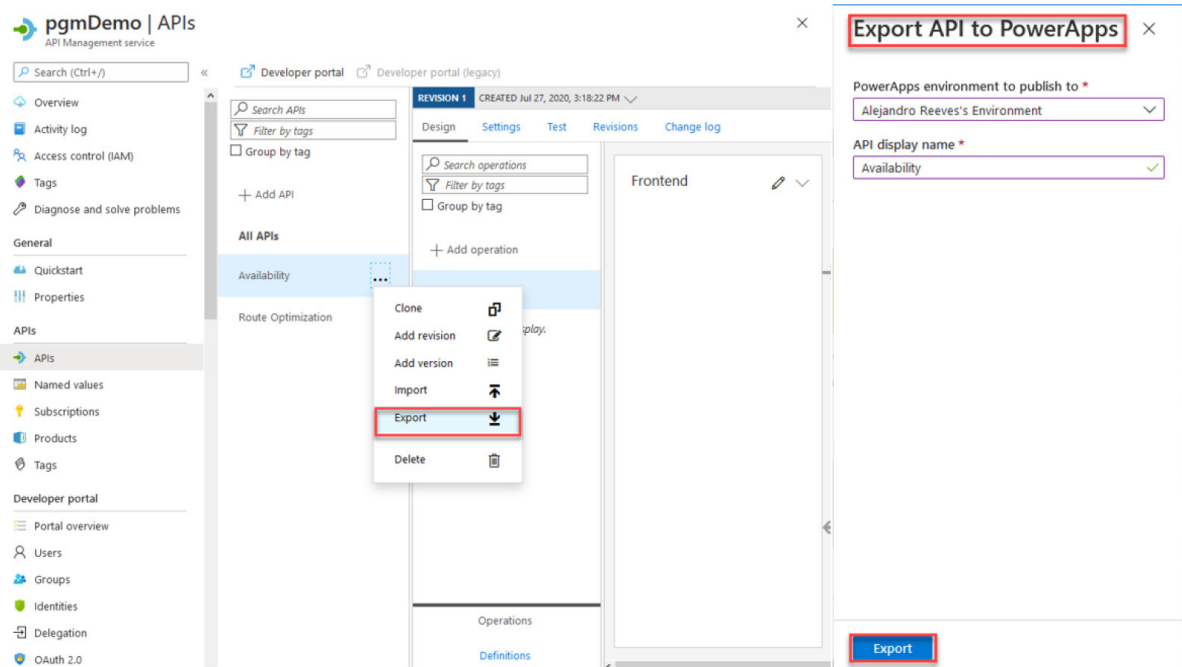 pgmDemo | APIs
API Management service
Search (Ctrl+/)
«
Overview
Activity log
Access control (IAM)
Tags
Diagnose and solve problems
General
Quickstart
Properties
APIs
APIs
Named values
Subscriptions
Products
Tags
Developer portal
Portal overview
Users
Groups
Identities
Delegation
OAuth 2.0
Developer portal
Developer portal (legacy)
Search APIs
Filter by tags
Group by tag
+ Add API
All APIs
Availability
...
Route Optimization
Clone
Add revision
Add version
Import
Export
Delete
REVISION 1
CREATED Jul 27, 2020, 3:18:22 PM
Design Settings Test Revisions Change log
Search operations
Filter by tags
Group by tag
+ Add operation
splay.
Operations
Definitions
Frontend
Export API to PowerApps
PowerApps environment to publish to *
Alejandro Reeves's Environment
API display name *
Availability
Export